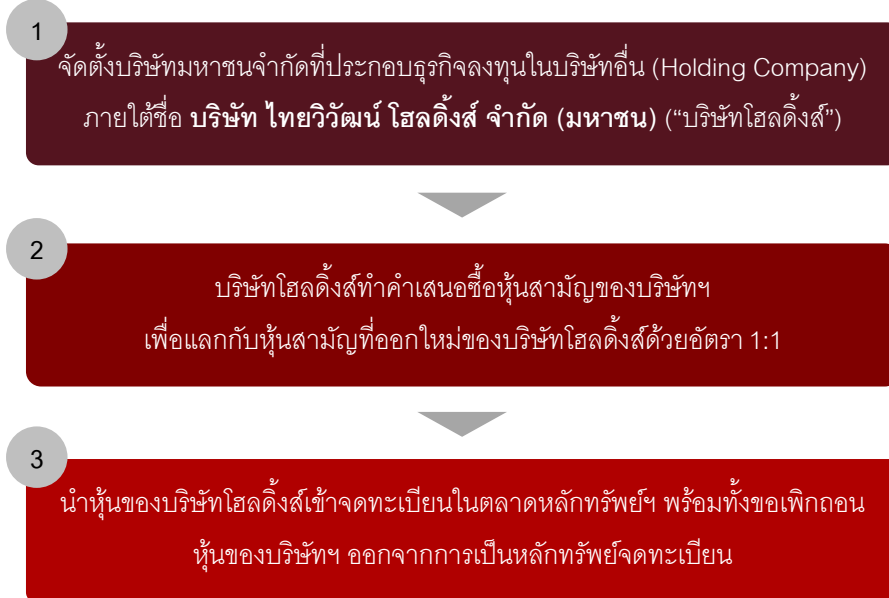 1
จัดตั้งบริษัทมหาชนจำกัดที่ประกอบธุรกิจลงทุนในบริษัทอื่น (Holding Company)
ภายใต้ชื่อ บริษัท ไทยวิวัฒน์ โฮลดิ้งส์ จำกัด (มหาชน) (“บริษัทโฮลดิ้งส์”)
2
บริษัทโฮลดิ้งส์ทำคำเสนอซื้อหุ้นสามัญของบริษัทฯ
เพื่อแลกกับหุ้นสามัญที่ออกใหม่ของบริษัทโฮลดิ้งส์ด้วยอัตรา 1:1
3
นำหุ้นของบริษัทโฮลดิ้งส์เข้าจดทะเบียนในตลาดหลักทรัพย์ฯ พร้อมทั้งขอเพิกถอน
หุ้นของบริษัทฯ ออกจากการเป็นหลักทรัพย์จดทะเบียน